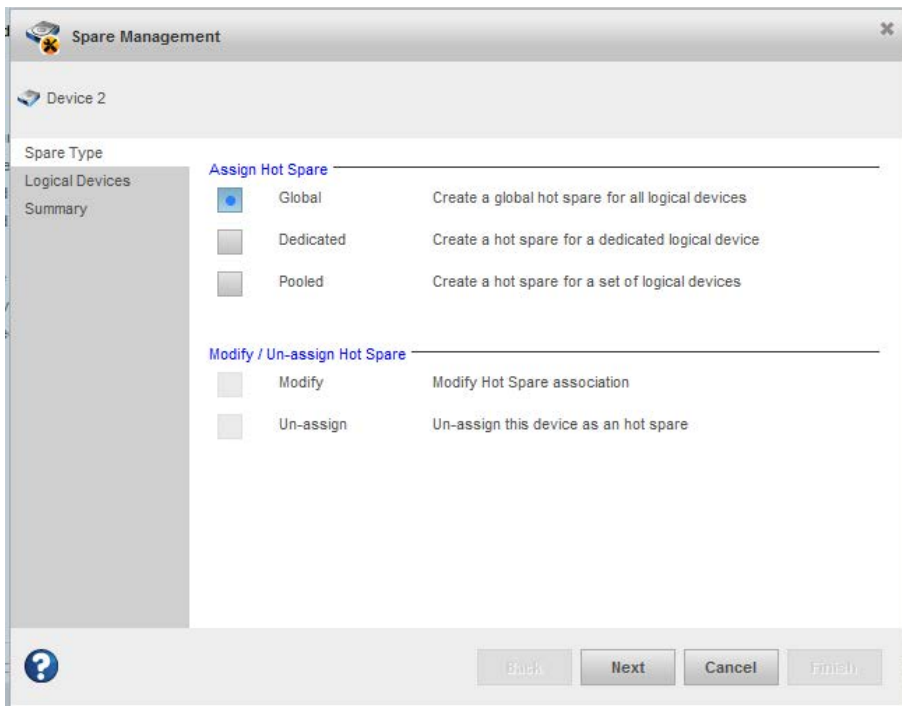 Spare Management
Device 2
Spare Type
Logical Devices
Summary
Assign Hot Spare
Global Create a global hot spare for all logical devices
Dedicated Create a hot spare for a dedicated logical device
Pooled Create a hot spare for a set of logical devices
Modify / Un-assign Hot Spare
Modify Modify Hot Spare association
Un-assign Un-assign this device as an hot spare
? Back Next Cancel Finish